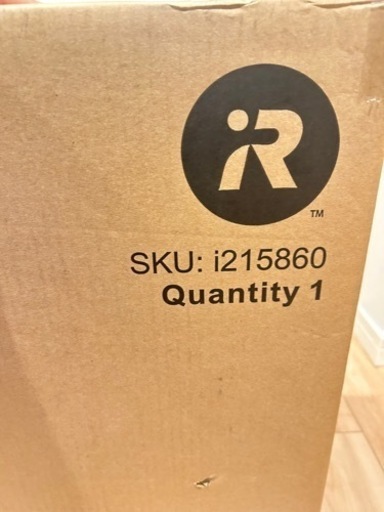 iR
TM
SKU: i215860
Quantity 1